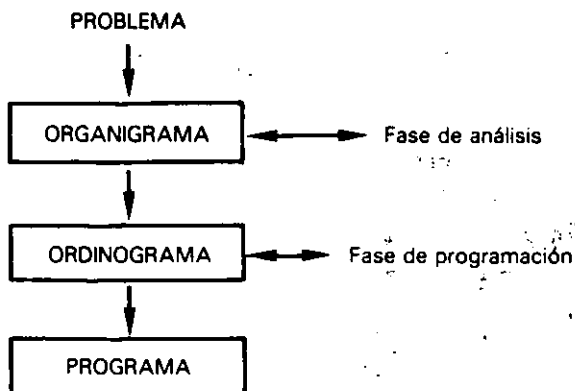 PROBLEMA
ORGANIGRAMA
Fase de análisis
ORDINOGRAMA
Fase de programación
PROGRAMA